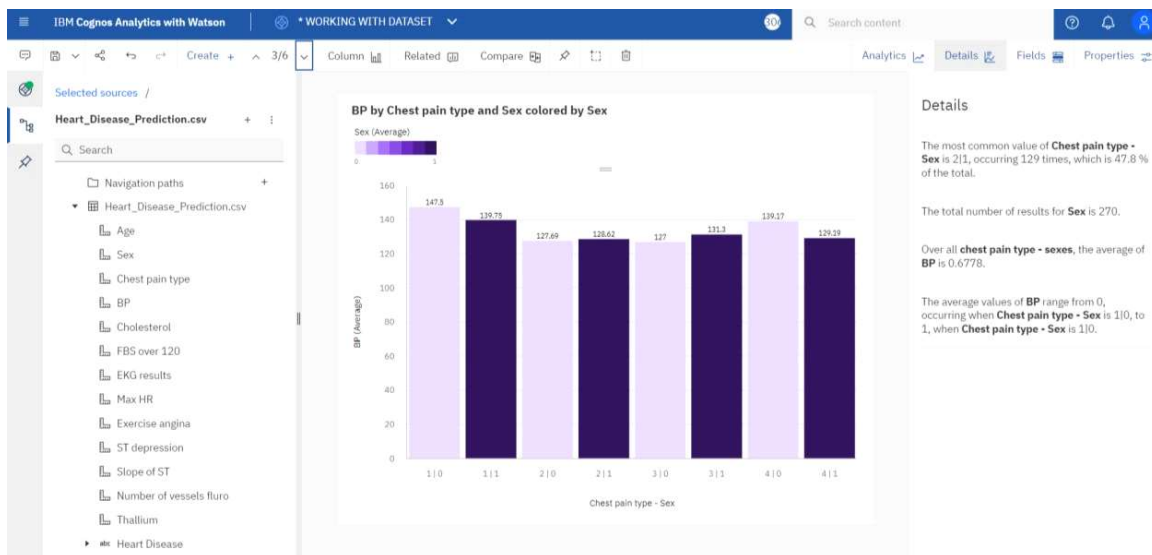 IBM Cognos Analytics with Watson
* WORKING WITH DATASET
Search content
Create +
3/6
Column
Related
Compare
Analytics
Details
Fields
Properties
Selected sources /
Heart_Disease_Prediction.csv
Search
Navigation paths
Heart_Disease_Prediction.csv
Age
Sex
Chest pain type
BP
Cholesterol
FBS over 120
EKG results
Max HR
Exercise angina
ST depression
Slope of ST
Number of vessels fluro
Thallium
abc Heart Disease
BP by Chest pain type and Sex colored by Sex
Sex (Average)
0 1
BP (Average)
160
140
120
100
80
60
40
20
0
147.5 139.75 127.69 128.62 127 131.3 139.17 129.19
1|0 1|1 2|0 2|1 3|0 3|1 4|0 4|1
Chest pain type - Sex
Details
The most common value of Chest pain type -
Sex is 2|1, occurring 129 times, which is 47.8 %
of the total.
The total number of results for Sex is 270.
Over all chest pain type - sexes, the average of
BP is 0.6778.
The average values of BP range from 0,
occurring when Chest pain type - Sex is 1|0, to
1, when Chest pain type - Sex is 1|0.